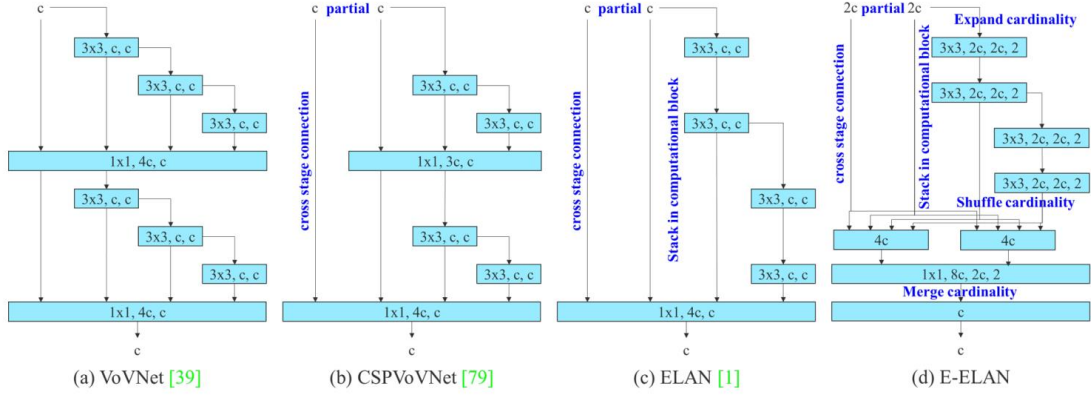 c
3x3, c, c
3x3, c, c
3x3, c, c
1x1, 4c, c
3x3, c, c
3x3, c, c
3x3, c, c
1x1, 4c, c
c
(a) VoVNet [39]
c partial c
cross stage connection
3x3, c, c
3x3, c, c
1x1, 3c, c
3x3, c, c
3x3, c, c
1x1, 4c, c
c
(b) CSPVoVNet [79]
c partial c
cross stage connection
Stack in computational block
3x3, c, c
3x3, c, c
3x3, c, c
3x3, c, c
1x1, 4c, c
c
(c) ELAN [1]
2c partial 2c
Expand cardinality
cross stage connection
Stack in computational block
3x3, 2c, 2c, 2
3x3, 2c, 2c, 2
3x3, 2c, 2c, 2
3x3, 2c, 2c, 2
Shuffle cardinality
4c 4c
1x1, 8c, 2c, 2
Merge cardinality
c
c
(d) E-ELAN